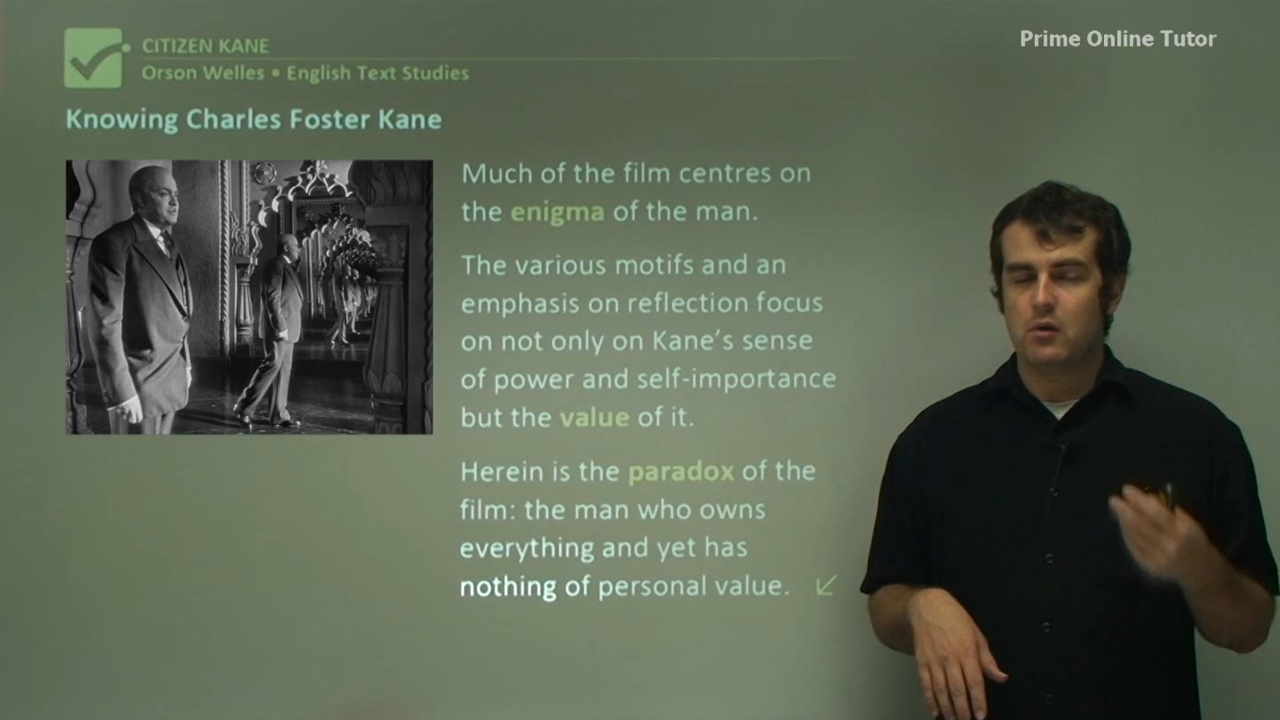 Prime Online Tutor
CITIZEN KANE
Orson Welles • English Text Studies
Knowing Charles Foster Kane
Much of the film centres on
the enigma of the man.
The various motifs and an
emphasis on reflection focus
on not only on Kane's sense
of power and self-importance
but the value of it.
Herein is the paradox of the
film: the man who owns
everything and yet has
nothing of personal value.